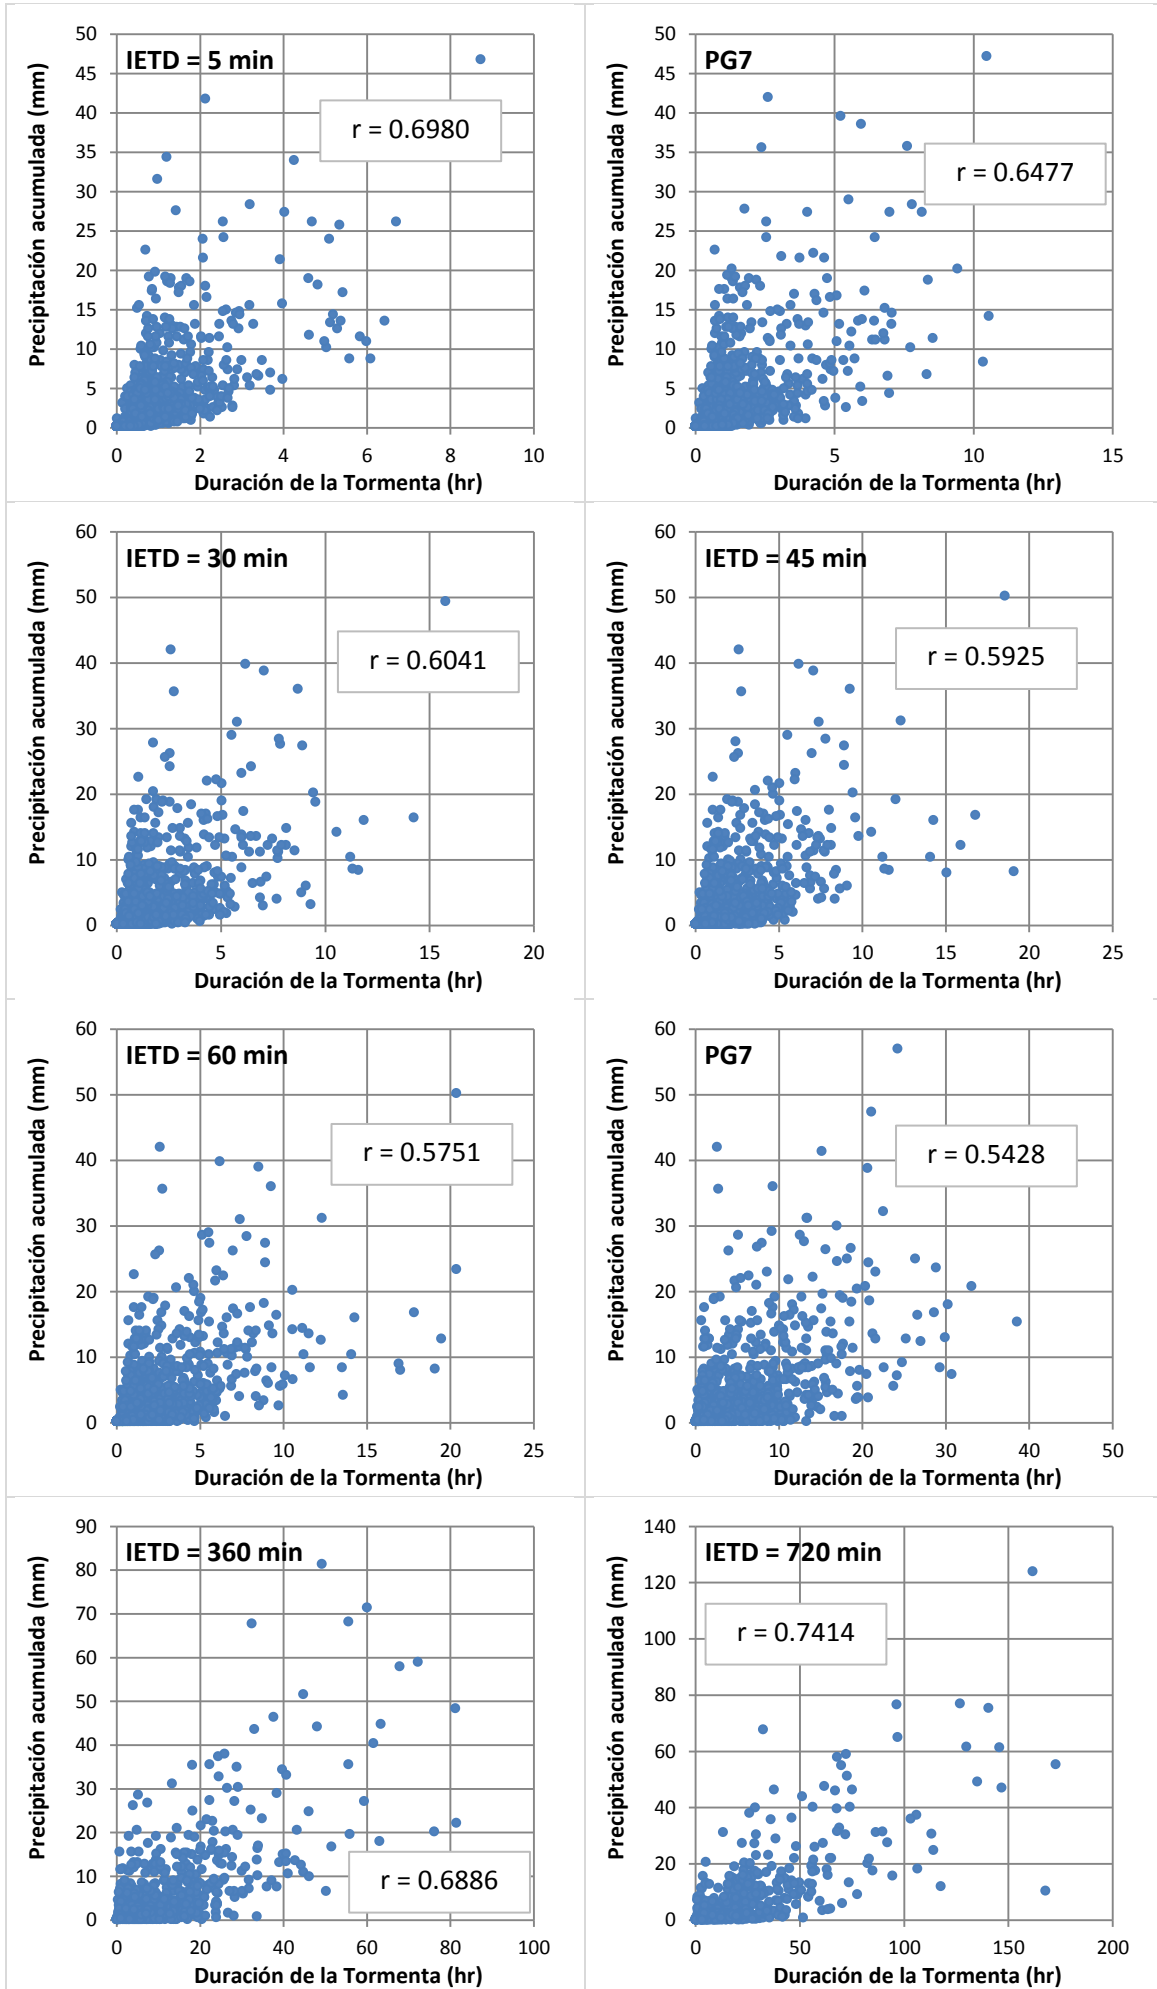 IETD = 5 min
r = 0.6980
Precipitación acumulada (mm)
50
45
40
35
30
25
20
15
10
5
0
0 2 4 6 8 10
Duración de la Tormenta (hr)
PG7
r = 0.6477
Precipitación acumulada (mm)
50
45
40
35
30
25
20
15
10
5
0
0 5 10 15
Duración de la Tormenta (hr)
IETD = 30 min
r = 0.6041
Precipitación acumulada (mm)
60
50
40
30
20
10
0
0 5 10 15 20
Duración de la Tormenta (hr)
IETD = 45 min
r = 0.5925
Precipitación acumulada (mm)
60
50
40
30
20
10
0
0 5 10 15 20 25
Duración de la Tormenta (hr)
IETD = 60 min
r = 0.5751
Precipitación acumulada (mm)
60
50
40
30
20
10
0
0 5 10 15 20 25
Duración de la Tormenta (hr)
PG7
r = 0.5428
Precipitación acumulada (mm)
60
50
40
30
20
10
0
0 10 20 30 40 50
Duración de la Tormenta (hr)
IETD = 360 min
r = 0.6886
Precipitación acumulada (mm)
90
80
70
60
50
40
30
20
10
0
0 20 40 60 80 100
Duración de la Tormenta (hr)
IETD = 720 min
r = 0.7414
Precipitación acumulada (mm)
140
120
100
80
60
40
20
0
0 50 100 150 200
Duración de la Tormenta (hr)